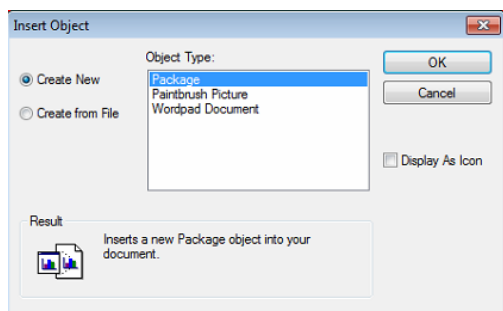 Insert Object
Object Type:
Create New
Create from File
Package
Paintbrush Picture
Wordpad Document
OK
Cancel
Display As Icon
Result
Inserts a new Package object into your
document.